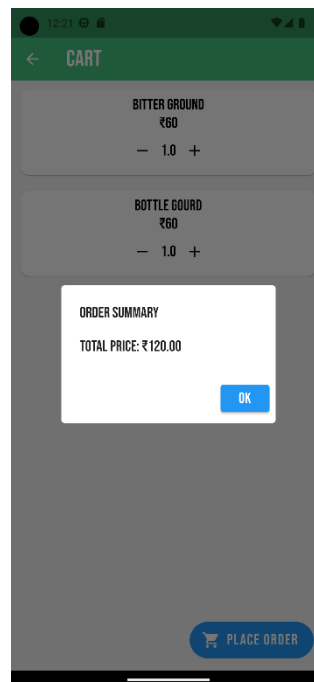 12:21
CART
BITTER GROUND
₹60
− 1.0 +
BOTTLE GOURD
₹60
− 1.0 +
ORDER SUMMARY
TOTAL PRICE: ₹120.00
OK
PLACE ORDER